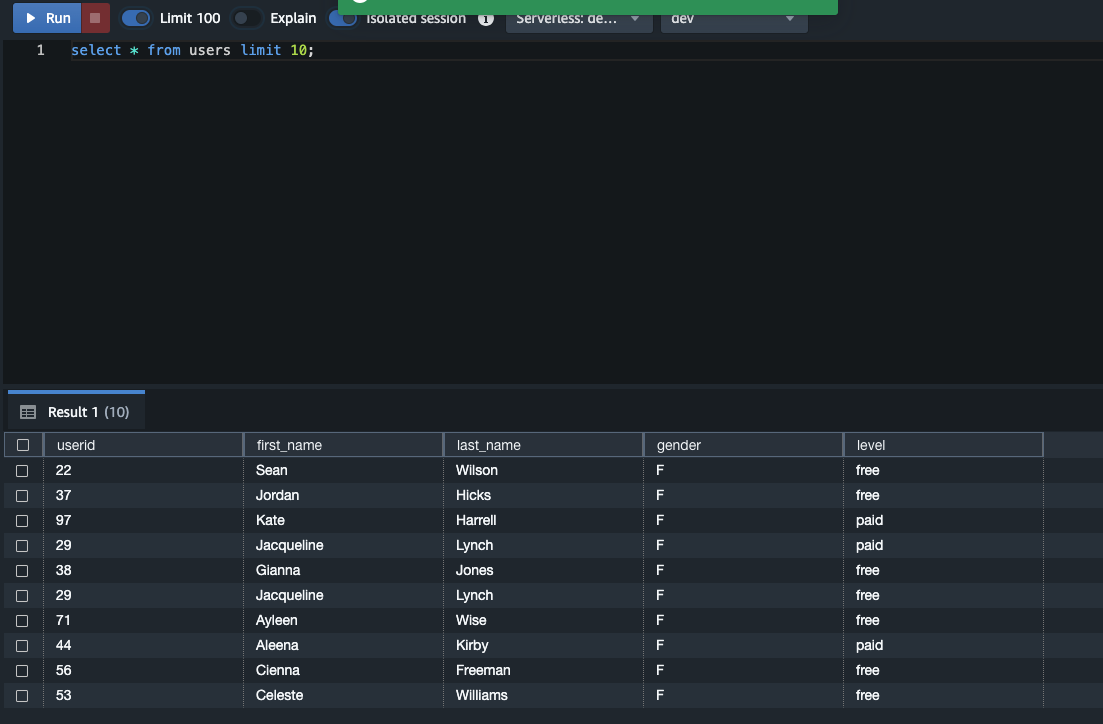 Run Limit 100 Explain Isolated session Serverless: de... dev
1 select * from users limit 10;
Result 1 (10)
userid first_name last_name gender level
22 Sean Wilson F free
37 Jordan Hicks F free
97 Kate Harrell F paid
29 Jacqueline Lynch F paid
38 Gianna Jones F free
29 Jacqueline Lynch F free
71 Ayleen Wise F free
44 Aleena Kirby F paid
56 Cienna Freeman F free
53 Celeste Williams F free